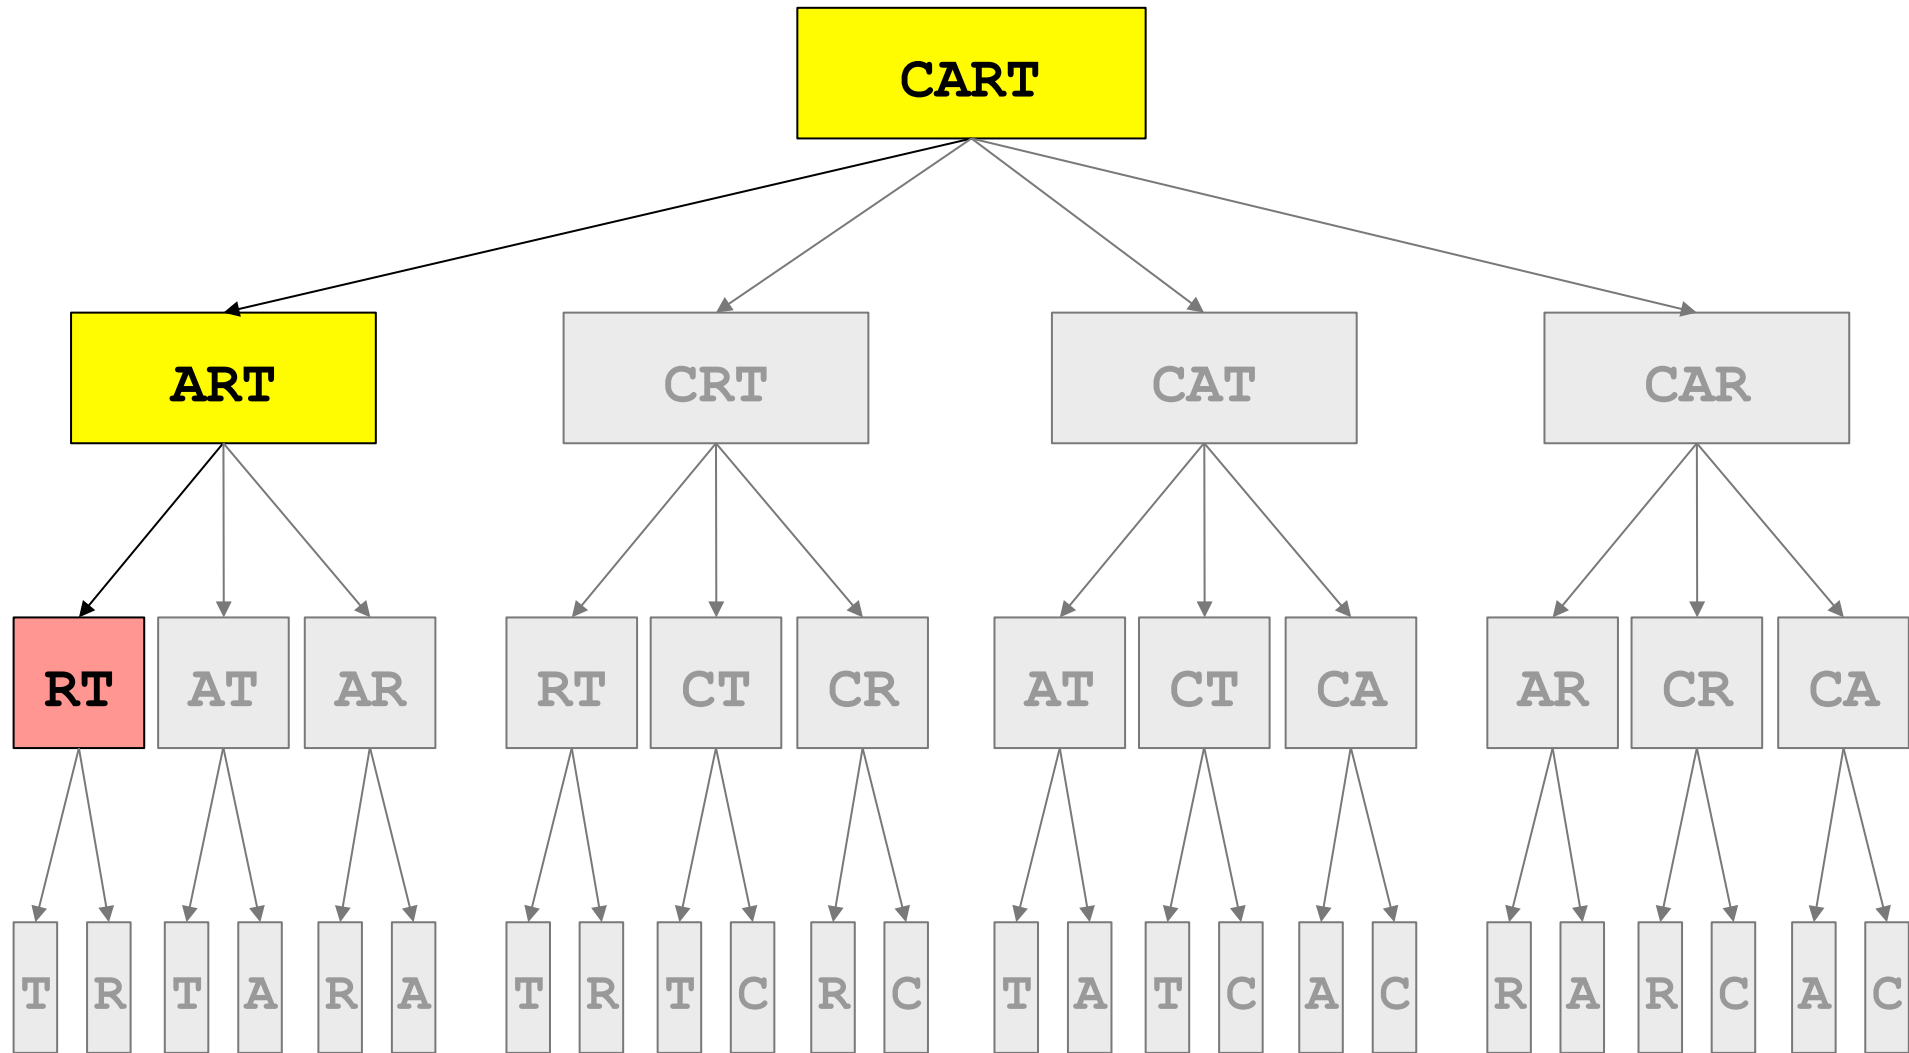 CART
ART CRT CAT CAR
RT AT AR RT CT CR AT CT CA AR CR CA
T R T A R A T R T C R C T A T C A C R A R C A C